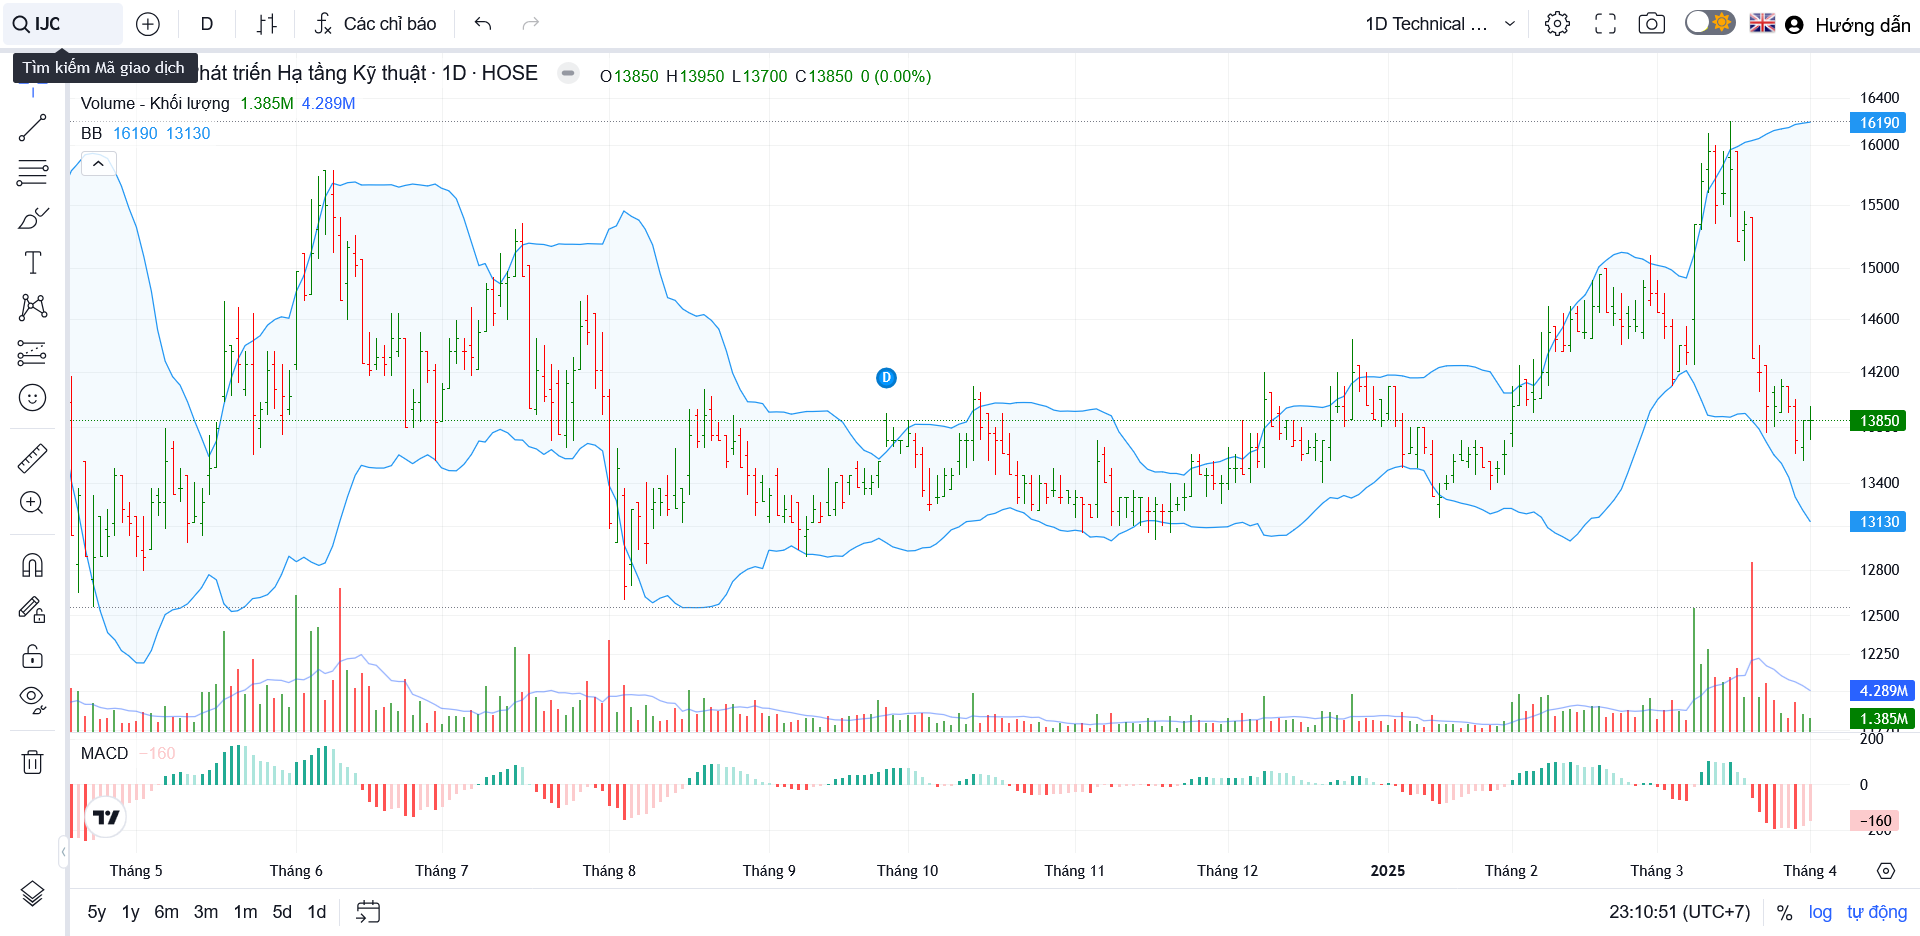 IJC
D
Các chỉ báo
1D Technical ...
Hướng dẫn
Tìm kiếm Mã giao dịch
hát triển Hạ tầng Kỹ thuật · 1D · HOSE
O13850 H13950 L13700 C13850 0 (0.00%)
Volume - Khối lượng 1.385M 4.289M
BB 16190 13130
16400
16190
16000
15500
15000
14600
14200
D
13850
13400
13130
12800
12500
12250
4.289M
1.385M
200
MACD −160
0
−160
Tháng 5 Tháng 6 Tháng 7 Tháng 8 Tháng 9 Tháng 10 Tháng 11 Tháng 12 2025 Tháng 2 Tháng 3 Tháng 4
5y 1y 6m 3m 1m 5d 1d
23:10:51 (UTC+7) % log tự động